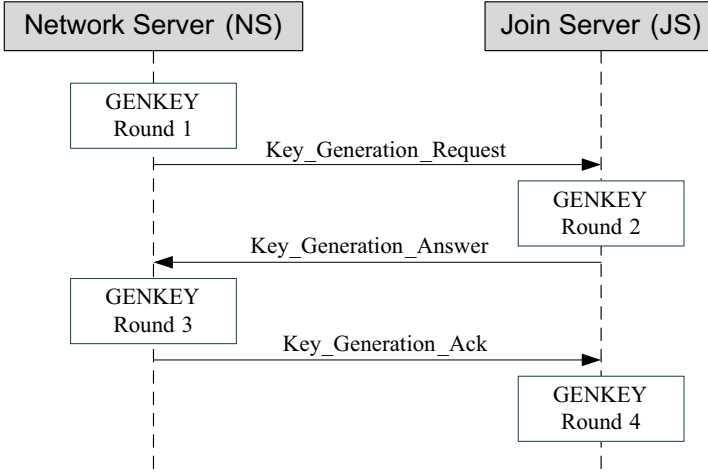 Network Server (NS)
Join Server (JS)
GENKEY
Round 1
Key_Generation_Request
GENKEY
Round 2
Key_Generation_Answer
GENKEY
Round 3
Key_Generation_Ack
GENKEY
Round 4